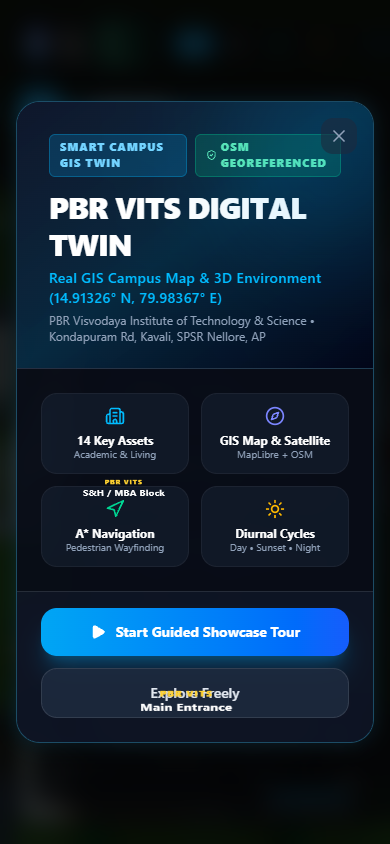 SMART CAMPUS
GIS TWIN
OSM
GEOREFERENCED
PBR VITS DIGITAL
TWIN
Real GIS Campus Map & 3D Environment
(14.91326° N, 79.98367° E)
PBR Visvodaya Institute of Technology & Science •
Kondapuram Rd, Kavali, SPSR Nellore, AP
14 Key Assets
Academic & Living
GIS Map & Satellite
MapLibre + OSM
PBR VITS
S&H / MBA Block
A* Navigation
Pedestrian Wayfinding
Diurnal Cycles
Day • Sunset • Night
Start Guided Showcase Tour
Explore Freely
PBR VITS
Main Entrance